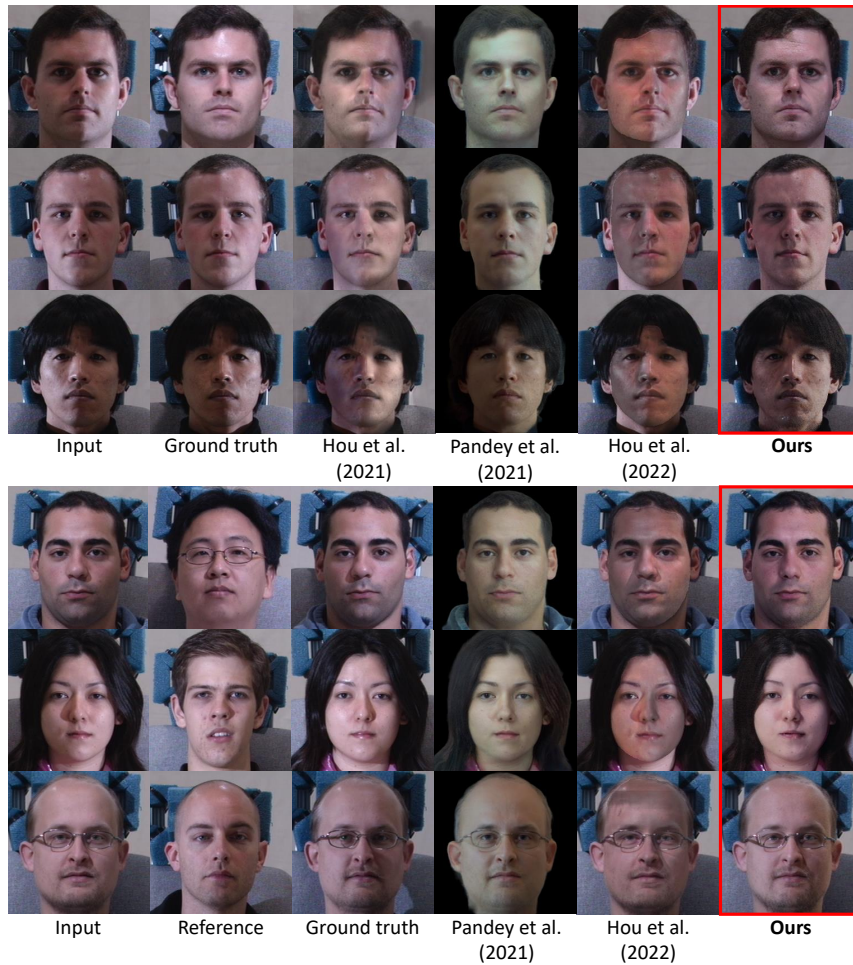 Input Ground truth Hou et al. Pandey et al. Hou et al. Ours
(2021) (2021) (2022)
Input Reference Ground truth Pandey et al. Hou et al. Ours
(2021) (2022)